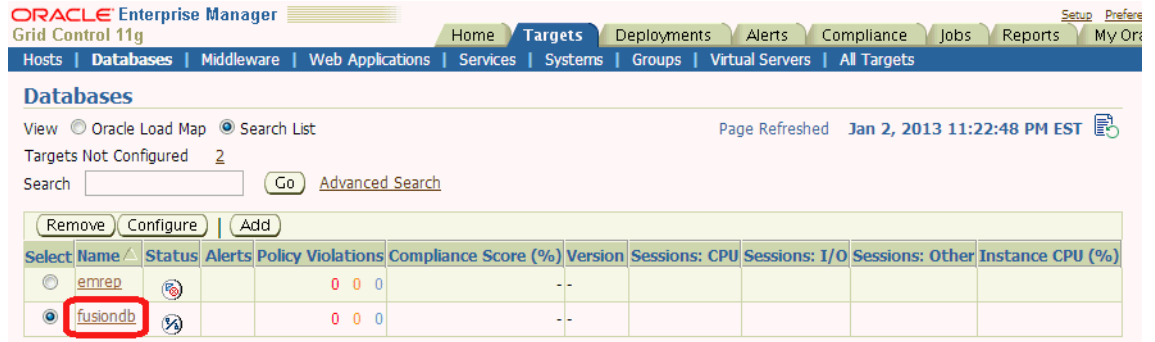 ORACLE Enterprise Manager
Setup Prefere
Grid Control 11g
Home Targets Deployments Alerts Compliance Jobs Reports My Ora
Hosts | Databases | Middleware | Web Applications | Services | Systems | Groups | Virtual Servers | All Targets
Databases
View Oracle Load Map Search List
Page Refreshed Jan 2, 2013 11:22:48 PM EST
Targets Not Configured 2
Search Go Advanced Search
Remove Configure | Add
Select Name Status Alerts Policy Violations Compliance Score (%) Version Sessions: CPU Sessions: I/O Sessions: Other Instance CPU (%)
emrep 0 0 0 - -
fusiondb 0 0 0 - -